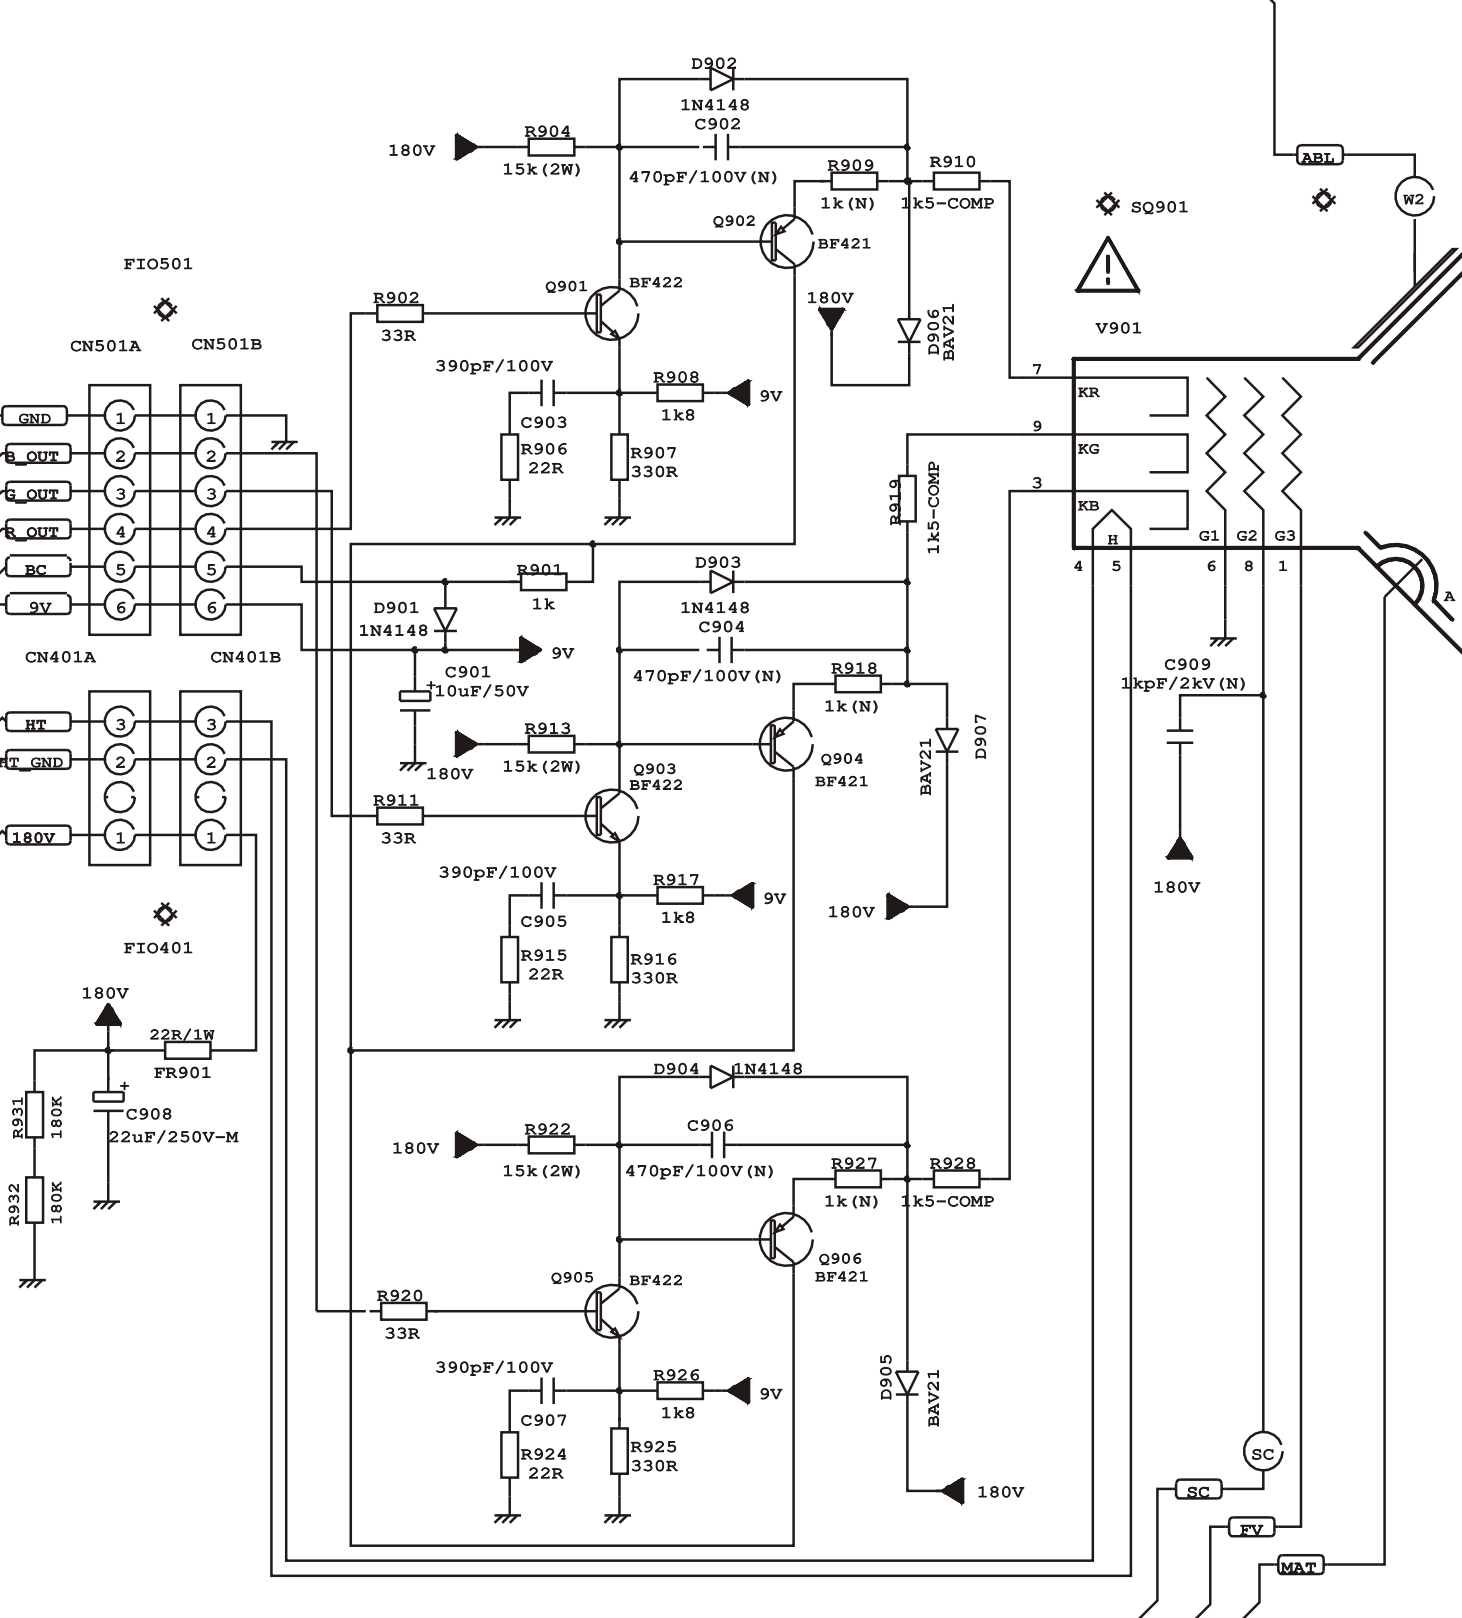 D902
1N4148
C902
470pF/100V(N)
180V
R904
15k(2W)
R909
1k(N)
R910
1k5-COMP
Q902
BF421
ABL
W2
SQ901
FIO501
CN501A
CN501B
Q901
BF422
R902
33R
180V
D906
BAV21
V901
390pF/100V
C903
R908
1k8
9V
R906
22R
R907
330R
7
KR
9
KG
3
KB
H
G1
G2
G3
4
5
6
8
1
A
GND
1
1
B_OUT
2
2
G_OUT
3
3
R_OUT
4
4
BC
5
5
9V
6
6
R919
1k5-COMP
R901
1k
D901
1N4148
9V
C901
+
10uF/50V
D903
1N4148
C904
470pF/100V(N)
R918
1k(N)
CN401A
CN401B
HT
3
3
HT_GND
2
2
180V
1
1
FIO401
180V
R913
15k(2W)
Q903
BF422
Q904
BF421
BAV21
D907
C909
1kpF/2kV(N)
180V
R911
33R
390pF/100V
C905
R917
1k8
9V
180V
R915
22R
R916
330R
180V
22R/1W
FR901
+
C908
22uF/250V-M
R931
180K
R932
180K
D904
1N4148
C906
470pF/100V(N)
180V
R922
15k(2W)
R927
1k(N)
R928
1k5-COMP
Q906
BF421
Q905
BF422
R920
33R
390pF/100V
C907
R926
1k8
9V
D905
BAV21
R924
22R
R925
330R
180V
SC
SC
FV
MAT